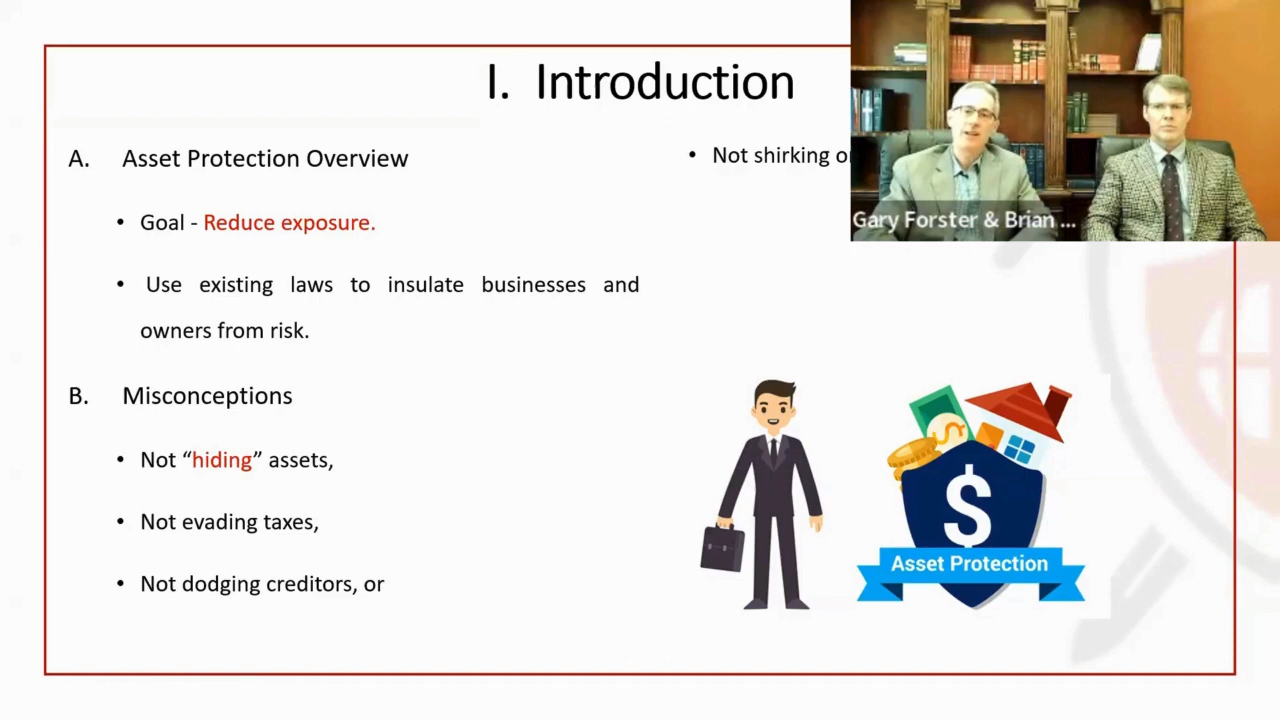 I. Introduction
A. Asset Protection Overview
• Goal - Reduce exposure.
• Use existing laws to insulate businesses and
owners from risk.
B. Misconceptions
• Not “hiding” assets,
• Not evading taxes,
• Not dodging creditors, or
• Not shirking
Gary Forster & Brian ...
$
Asset Protection